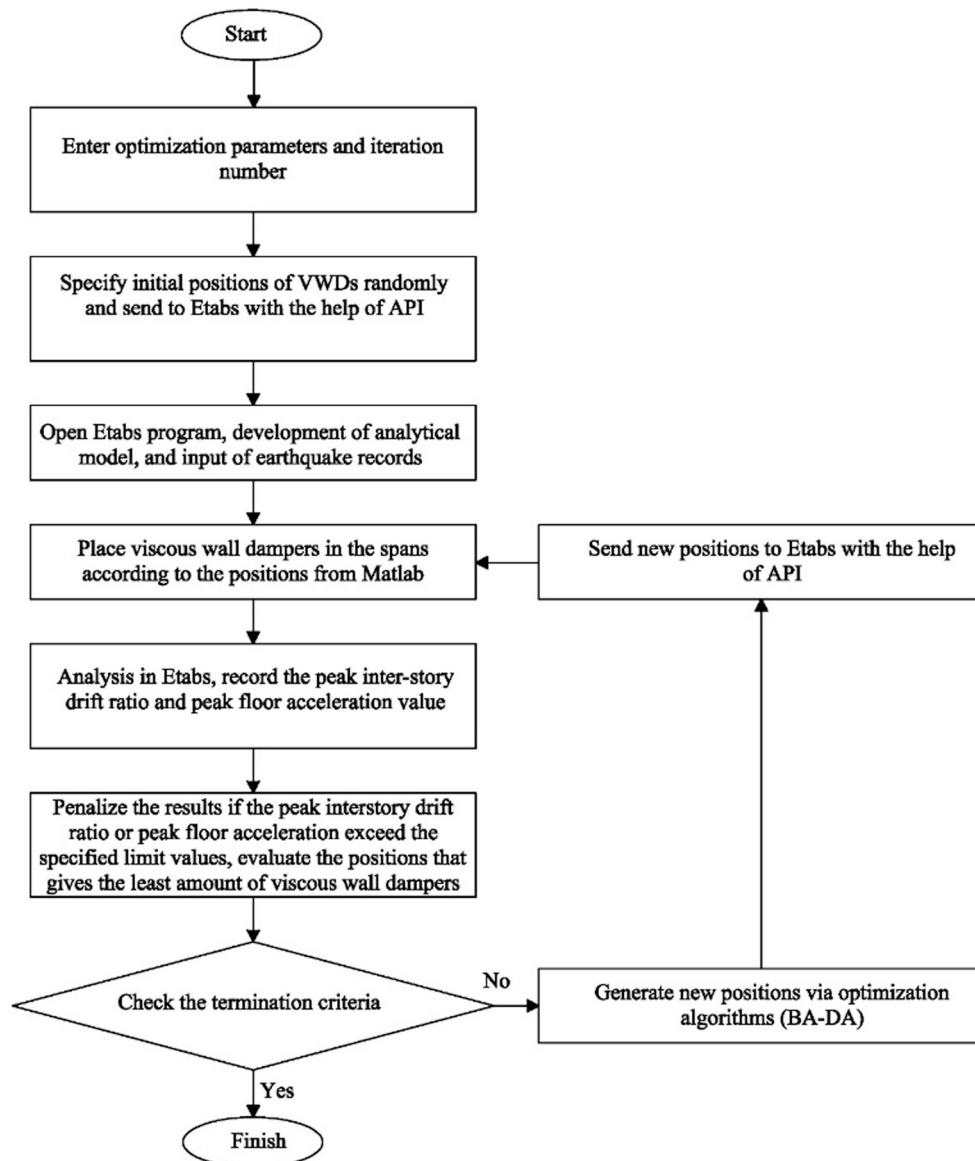 Start
Enter optimization parameters and iteration
number
Specify initial positions of VWDs randomly
and send to Etabs with the help of API
Open Etabs program, development of analytical
model, and input of earthquake records
Place viscous wall dampers in the spans
according to the positions from Matlab
Send new positions to Etabs with the help
of API
Analysis in Etabs, record the peak inter-story
drift ratio and peak floor acceleration value
Penalize the results if the peak interstory drift
ratio or peak floor acceleration exceed the
specified limit values, evaluate the positions that
gives the least amount of viscous wall dampers
Check the termination criteria
No
Generate new positions via optimization
algorithms (BA-DA)
Yes
Finish